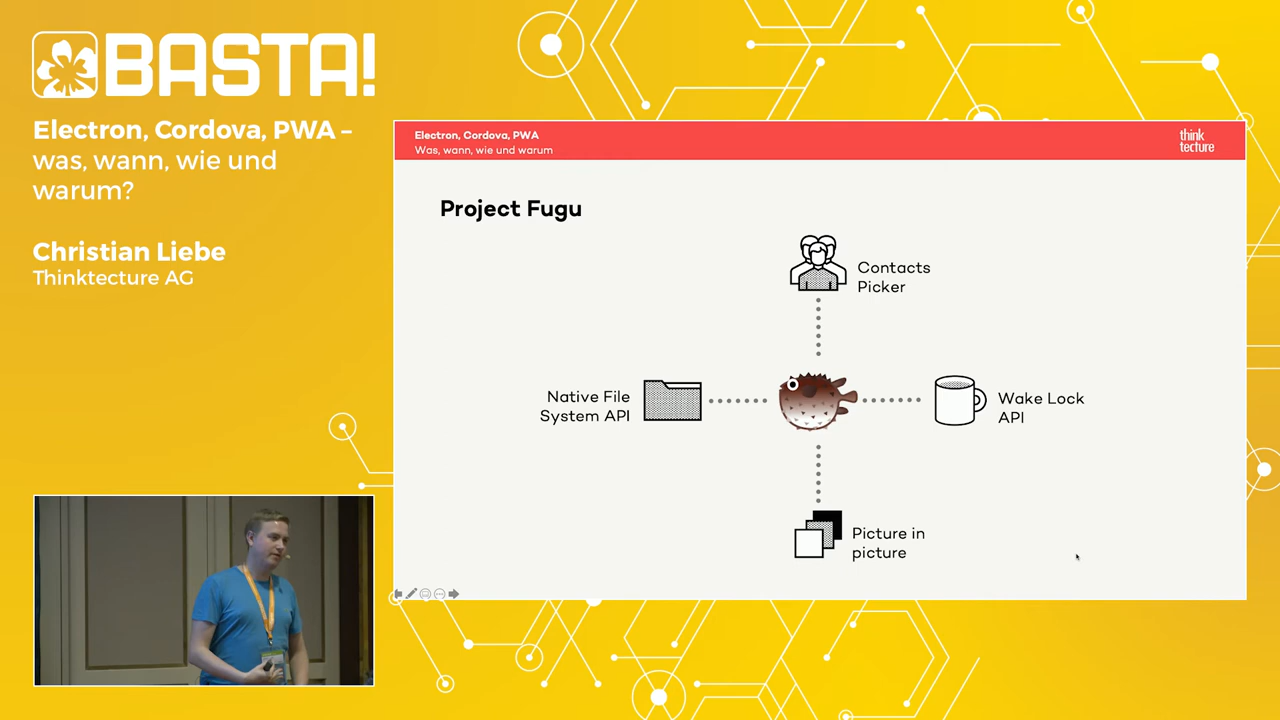 BASTA!
Electron, Cordova, PWA –
was, wann, wie und
warum?
Christian Liebe
Thinktecture AG
Electron, Cordova, PWA
Was, wann, wie und warum
think
tecture
Project Fugu
Contacts
Picker
Native File
System API
Wake Lock
API
Picture in
picture